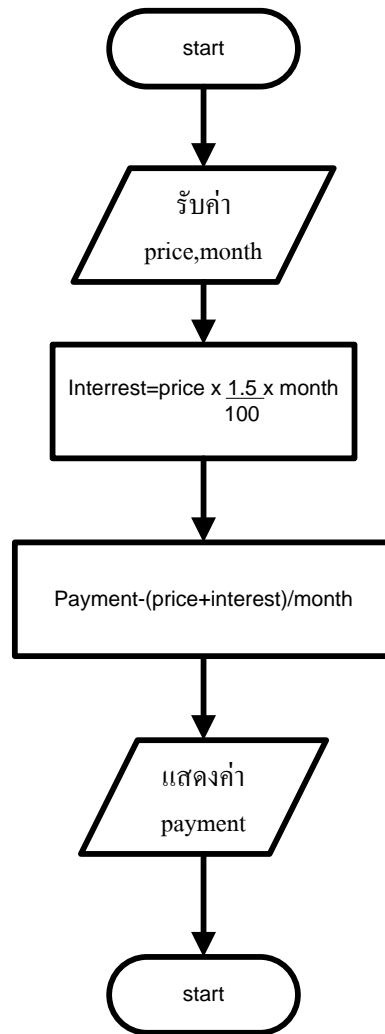 start
รับค่า
price,month
Interrest=price x 1.5 x month
100
Payment-(price+interest)/month
แสดงค่า
payment
start